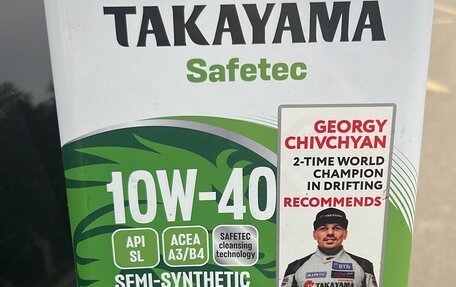 TAKAYAMA
Safetec
GEORGY
CHIVCHYAN
2-TIME WORLD
CHAMPION
IN DRIFTING
RECOMMENDS
10W-40
API
SL
ACEA
A3/B4
SAFETEC
cleansing
technology
SEMI-SYNTHETIC
TAKAYAMA